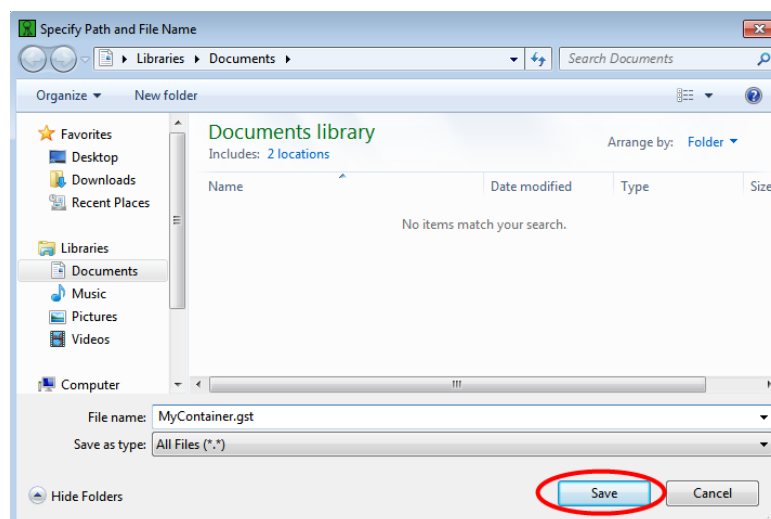 Specify Path and File Name
Libraries Documents
Search Documents
Organize New folder
Favorites
Desktop
Downloads
Recent Places
Libraries
Documents
Music
Pictures
Videos
Computer
Documents library
Includes: 2 locations
Arrange by: Folder
Name Date modified Type Size
No items match your search.
File name: MyContainer.gst
Save as type: All Files (*.*)
Hide Folders
Save Cancel